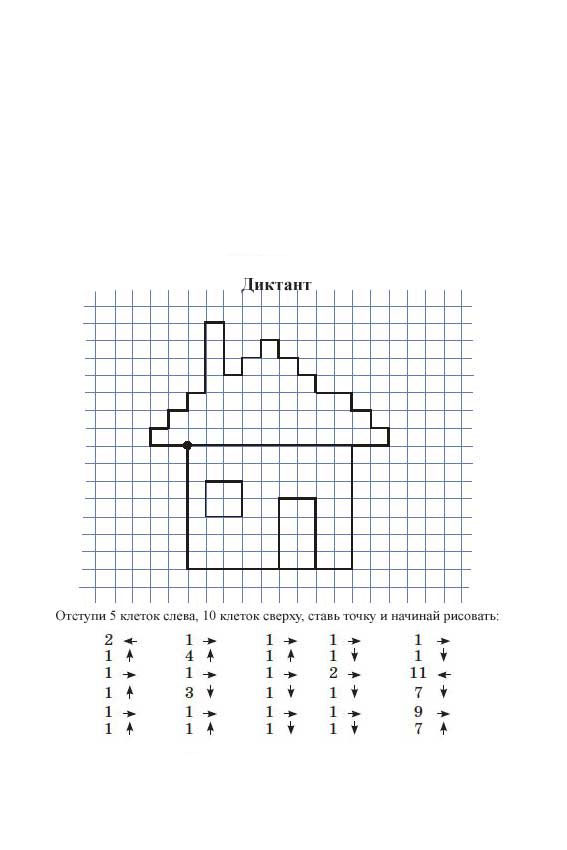 Диктант
Отступи 5 клеток слева, 10 клеток сверху, ставь точку и начинай рисовать:
2 ← 1 → 1 → 1 → 1 →
1 ↑ 4 ↑ 1 ↑ 1 ↓ 1 ↓
1 → 1 → 1 → 2 → 11 ←
1 ↑ 3 ↓ 1 ↓ 1 ↓ 7 ↓
1 → 1 → 1 → 1 → 9 →
1 ↑ 1 ↑ 1 ↓ 1 ↓ 7 ↑